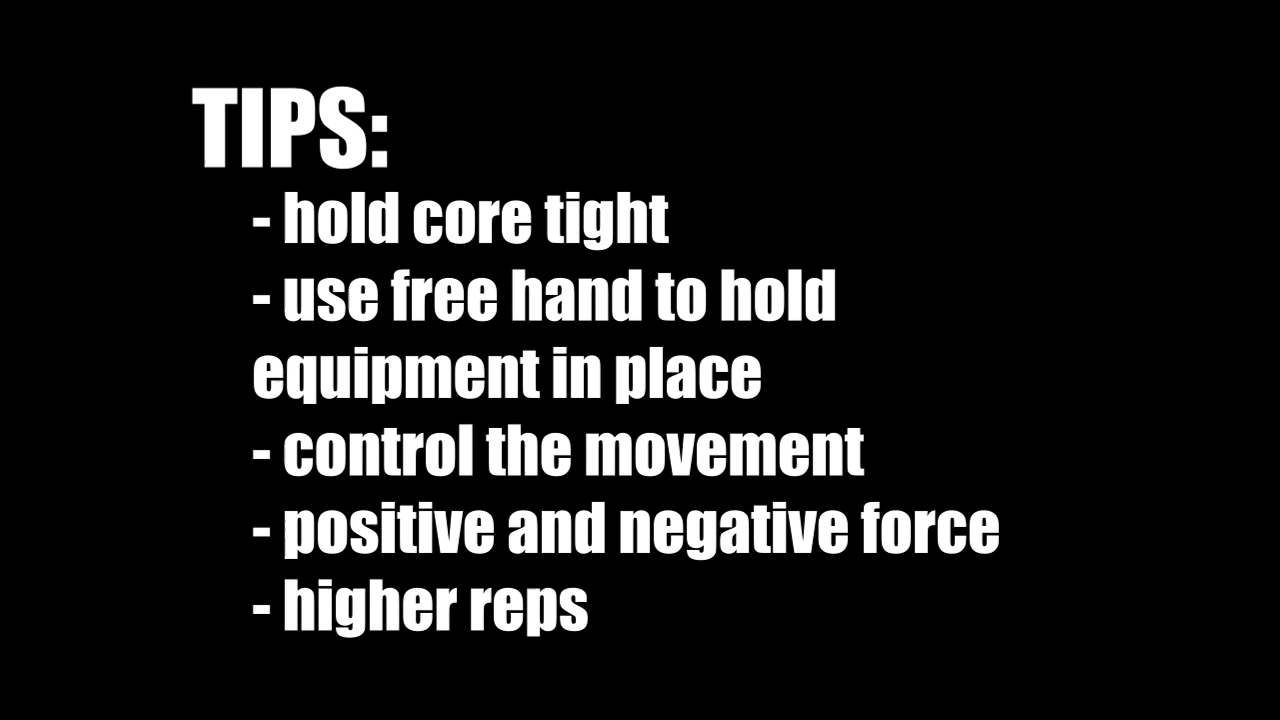 TIPS:
- hold core tight
- use free hand to hold
equipment in place
- control the movement
- positive and negative force
- higher reps